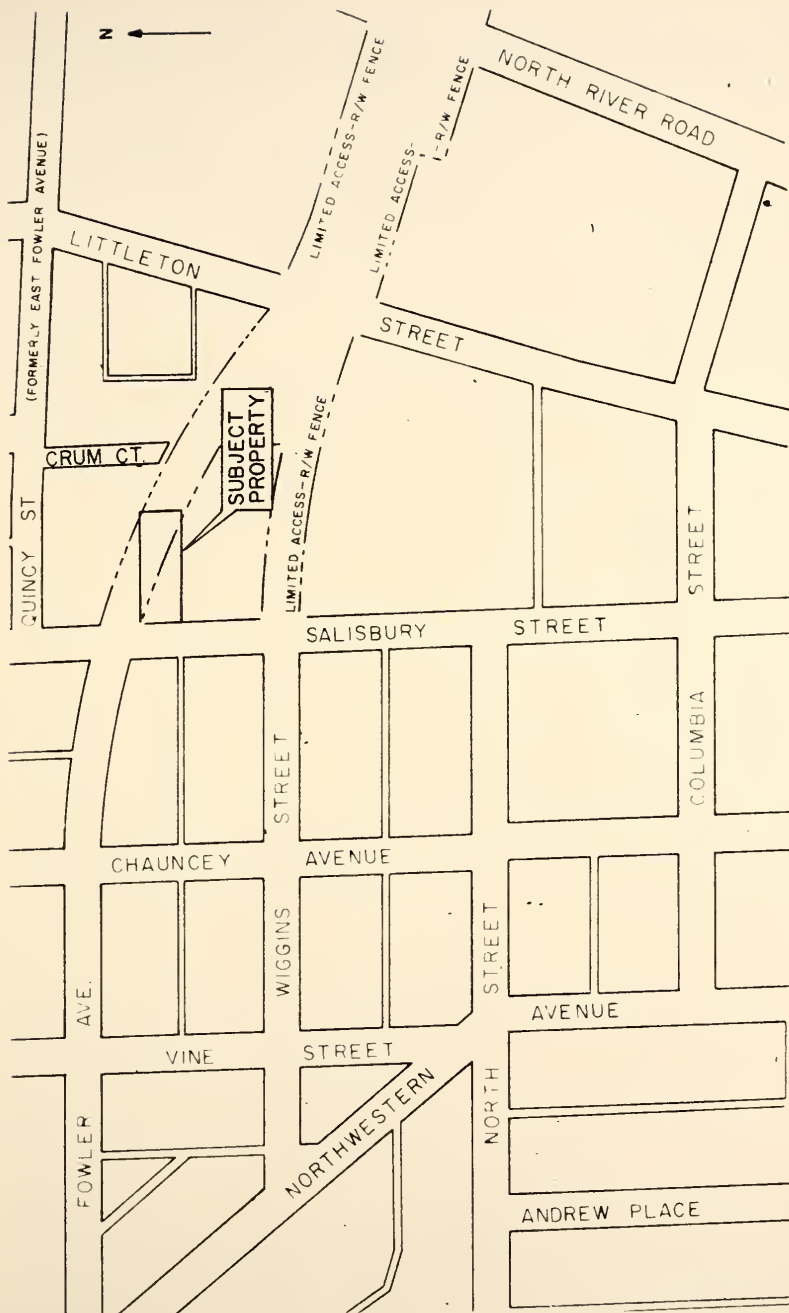 N
NORTH RIVER ROAD
LIMITED ACCESS-R/W FENCE
LIMITED ACCESS-
R/W FENCE
(FORMERLY EAST FOWLER AVENUE)
LITTLETON
STREET
CRUM CT.
SUBJECT
PROPERTY
QUINCY ST
LIMITED ACCESS-R/W FENCE
SALISBURY STREET
STREET
COLUMBIA
STREET
CHAUNCEY AVENUE
WIGGINS
STREET
AVE.
VINE STREET
AVENUE
FOWLER
NORTHWESTERN
NORTH
ANDREW PLACE